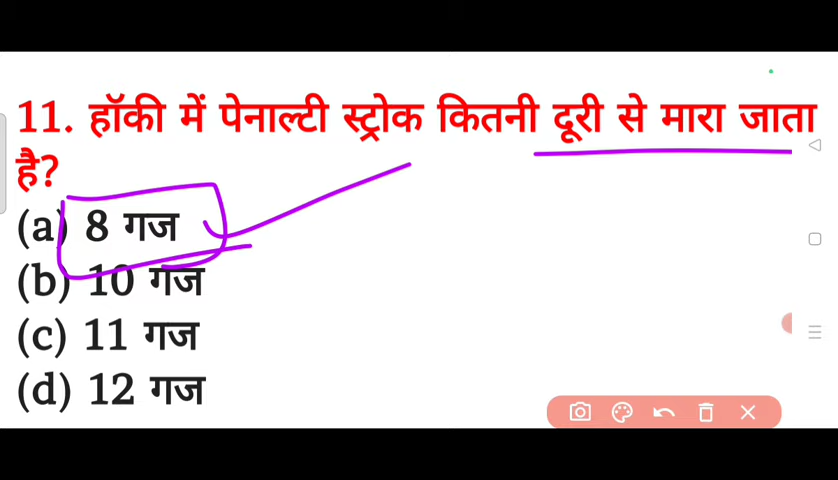 11. हॉकी में पेनाल्टी स्ट्रोक कितनी दूरी से मारा जाता
है?
(a) 8 गज
(b) 10 गज
(c) 11 गज
(d) 12 गज